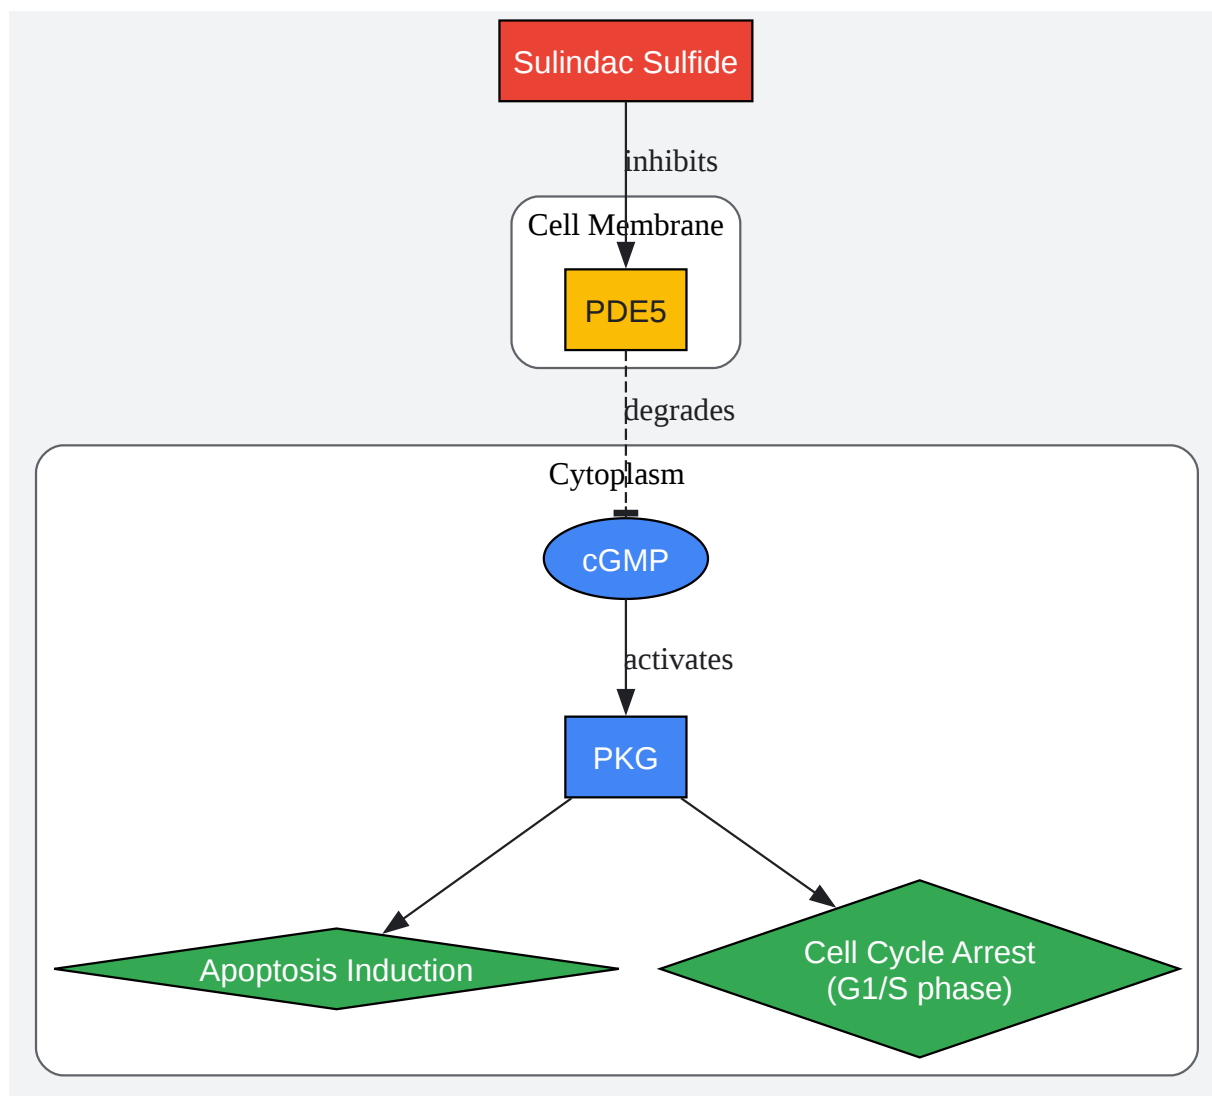 Sulindac Sulfide
inhibits
Cell Membrane
PDE5
degrades
Cytoplasm
cGMP
activates
PKG
Apoptosis Induction
Cell Cycle Arrest
(G1/S phase)